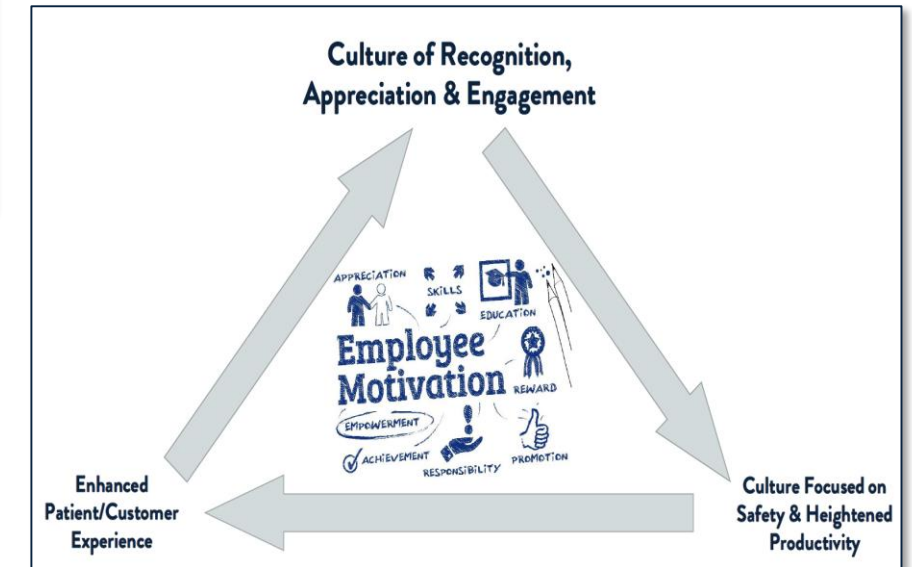 Culture of Recognition,
Appreciation & Engagement
APPRECIATION
SKILLS
EDUCATION
Employee
Motivation
REWARD
EMPOWERMENT
ACHIEVEMENT
RESPONSIBILITY
PROMOTION
Enhanced
Patient/Customer
Experience
Culture Focused on
Safety & Heightened
Productivity